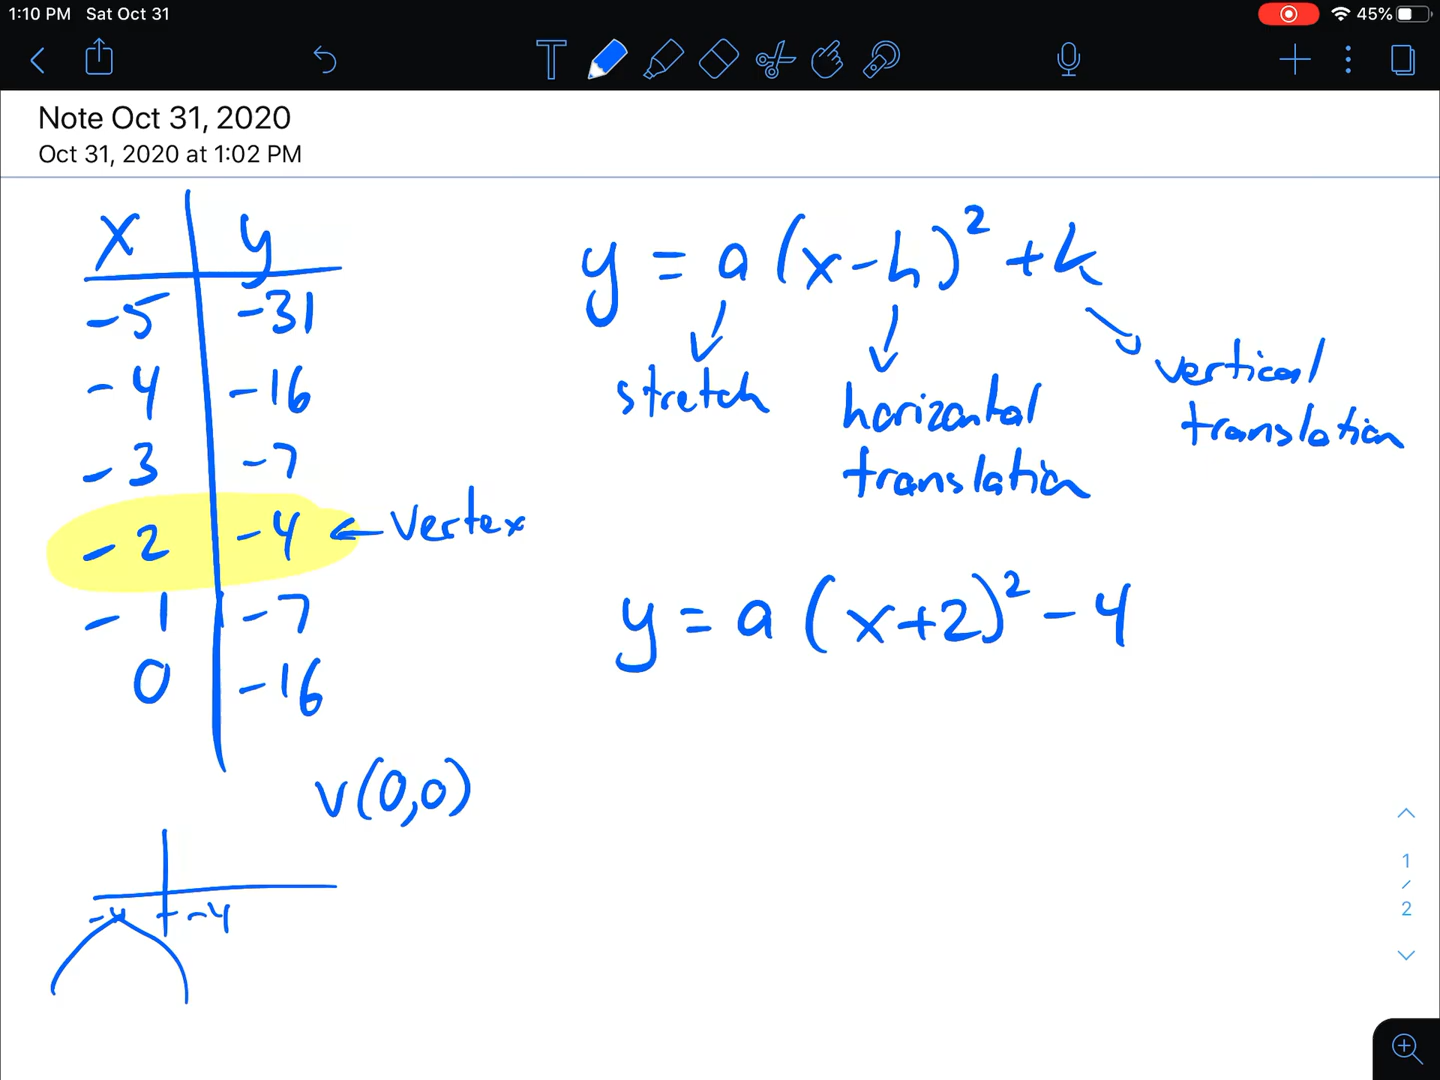 1:10 PM Sat Oct 31
45%
T
Note Oct 31, 2020
Oct 31, 2020 at 1:02 PM
x y
-5 -31
-4 -16
-3 -7
-2 -4 ← vertex
-1 -7
0 -16
y = a(x-h)² + k
stretch
horizontal
translation
vertical
translation
y = a(x+2)² - 4
v(0,0)
-4
1
/
2